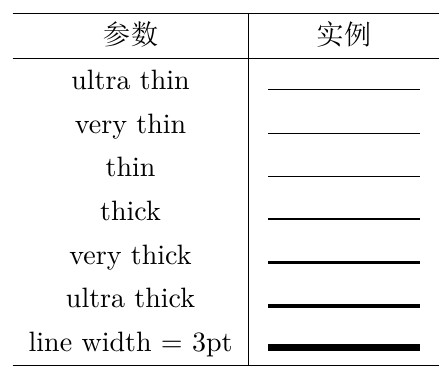 参数 实例
ultra thin
very thin
thin
thick
very thick
ultra thick
line width = 3pt